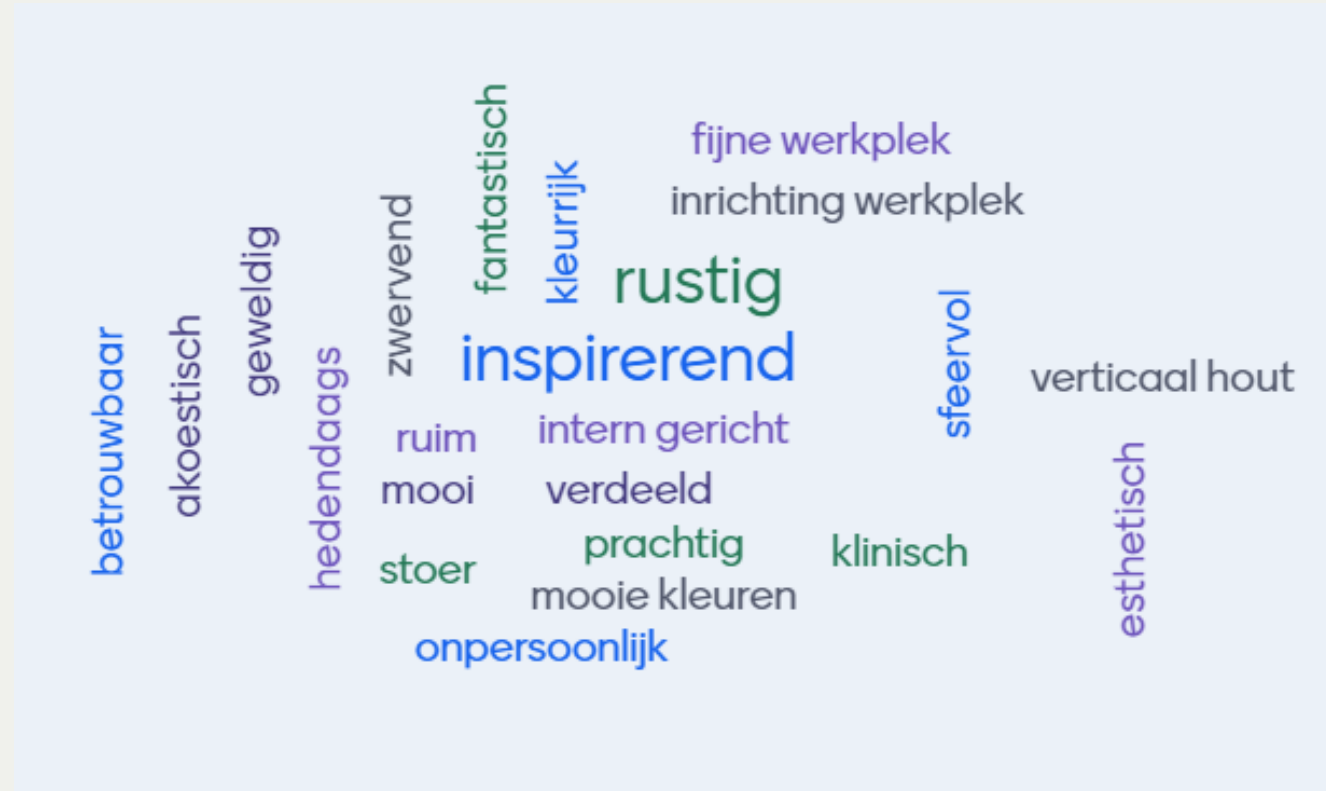 fantastisch
fijne werkplek
kleurrijk
inrichting werkplek
zwervend
geweldig
rustig
sfeervol
akoestisch
betrouwbaar
inspirerend
hedendaags
verticaal hout
ruim
intern gericht
esthetisch
mooi
verdeeld
prachtig
klinisch
stoer
mooie kleuren
onpersoonlijk